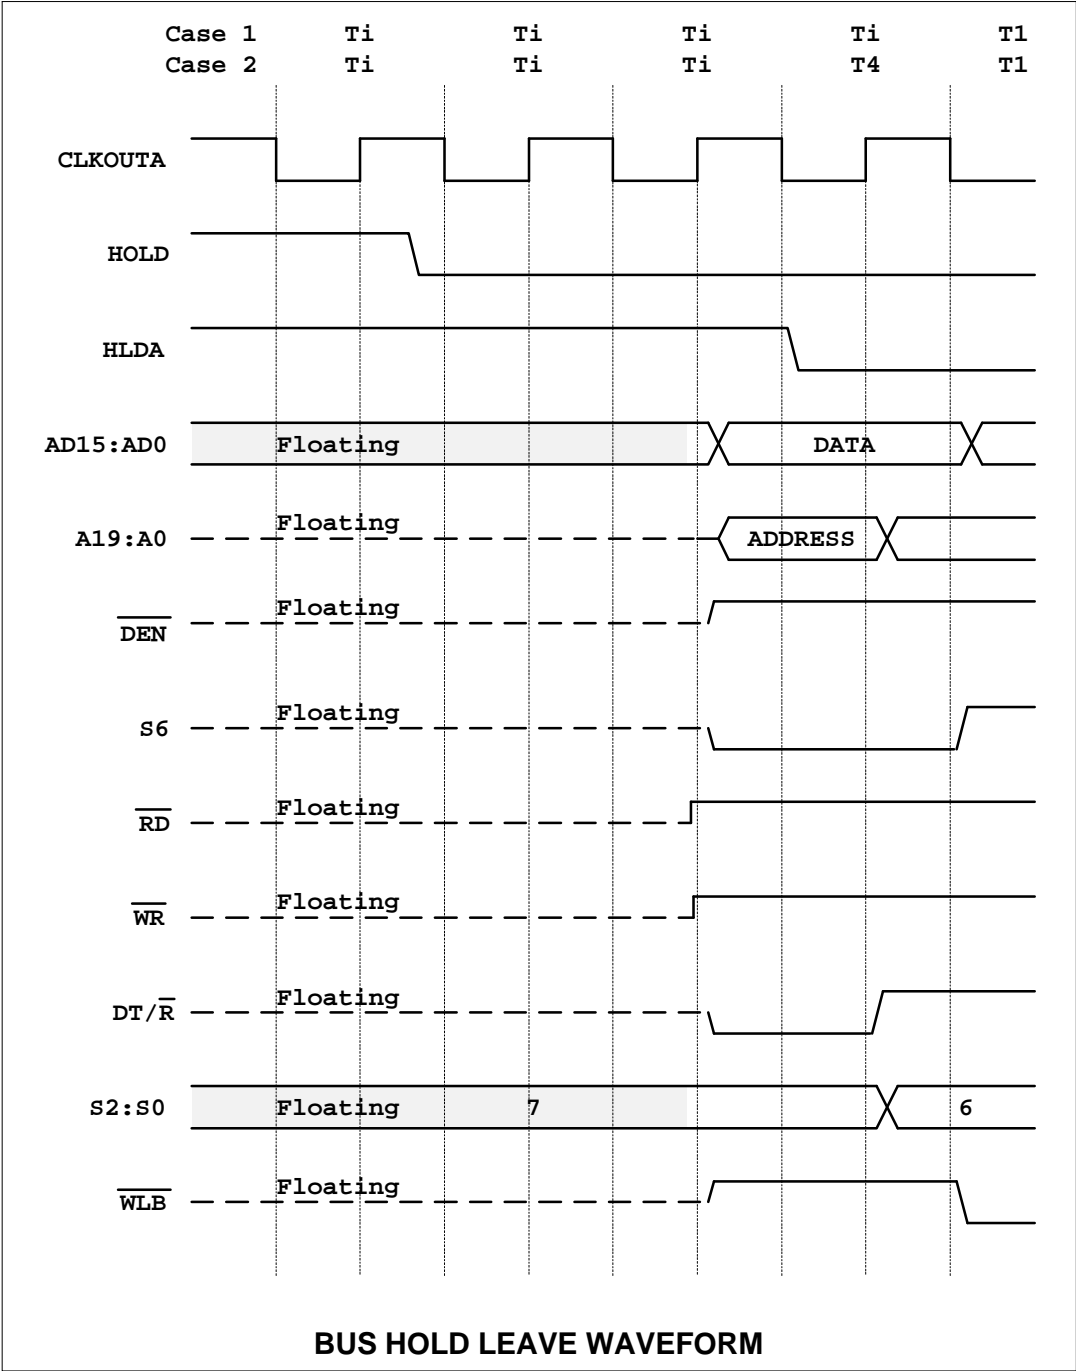 Case 1 Ti Ti Ti Ti T1
Case 2 Ti Ti Ti T4 T1
CLKOUTA
HOLD
HLDA
AD15:AD0 Floating DATA
A19:A0 Floating ADDRESS
DEN Floating
S6 Floating
RD Floating
WR Floating
DT/R Floating
S2:S0 Floating 7 6
WLB Floating
BUS HOLD LEAVE WAVEFORM